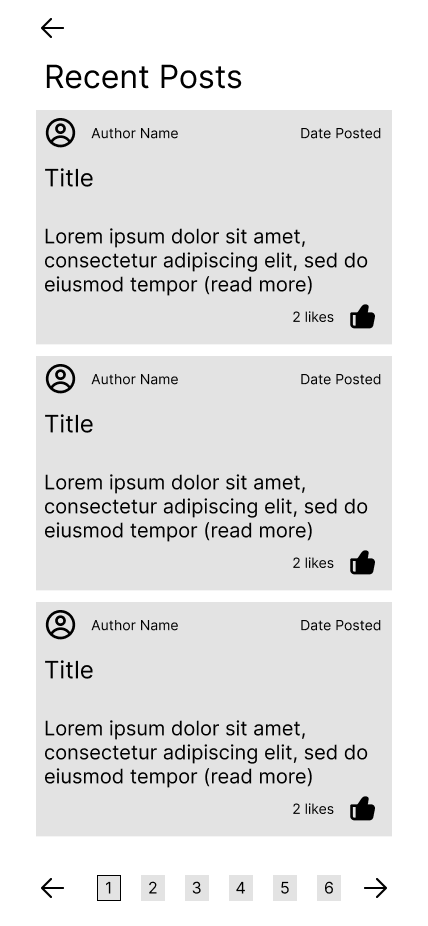 Recent Posts
Author Name Date Posted
Title
Lorem ipsum dolor sit amet,
consectetur adipiscing elit, sed do
eiusmod tempor (read more)
2 likes
Author Name Date Posted
Title
Lorem ipsum dolor sit amet,
consectetur adipiscing elit, sed do
eiusmod tempor (read more)
2 likes
Author Name Date Posted
Title
Lorem ipsum dolor sit amet,
consectetur adipiscing elit, sed do
eiusmod tempor (read more)
2 likes
1 2 3 4 5 6